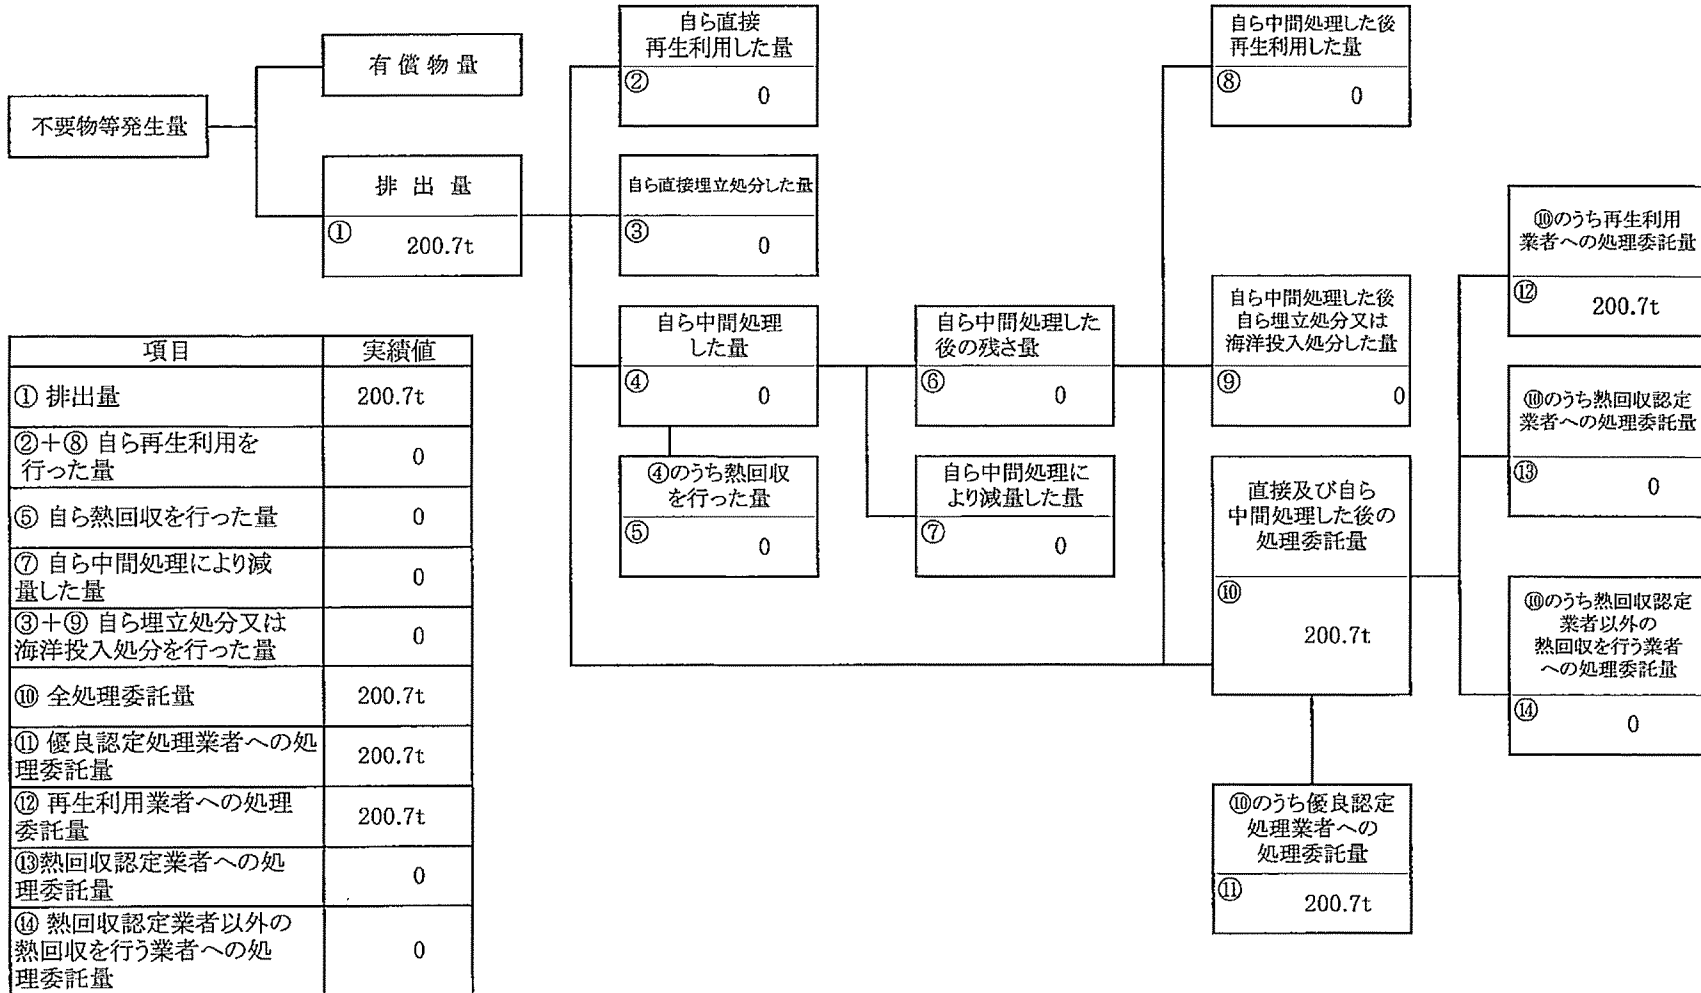 不要物等発生量
有償物量
排出量
①
200.7t
自ら直接
再生利用した量
②
0
自ら直接埋立処分した量
③
0
自ら中間処理
した量
④
0
④のうち熱回収
を行った量
⑤
0
自ら中間処理した
後の残さ量
⑥
0
自ら中間処理に
より減量した量
⑦
0
自ら中間処理した後
再生利用した量
⑧
0
自ら中間処理した後
自ら埋立処分又は
海洋投入処分した量
⑨
0
直接及び自ら
中間処理した後の
処理委託量
⑩
200.7t
⑩のうち優良認定
処理業者への
処理委託量
⑪
200.7t
⑩のうち再生利用
業者への処理委託量
⑫
200.7t
⑩のうち熱回収認定
業者への処理委託量
⑬
0
⑩のうち熱回収認定
業者以外の
熱回収を行う業者
への処理委託量
⑭
0
項目 実績値
① 排出量 200.7t
②+⑧ 自ら再生利用を
行った量 0
⑤ 自ら熱回収を行った量 0
⑦ 自ら中間処理により減
量した量 0
③+⑨ 自ら埋立処分又は
海洋投入処分を行った量 0
⑩ 全処理委託量 200.7t
⑪ 優良認定処理業者への処
理委託量 200.7t
⑫ 再生利用業者への処理
委託量 200.7t
⑬熱回収認定業者への処
理委託量 0
⑭ 熱回収認定業者以外の
熱回収を行う業者への処
理委託量 0